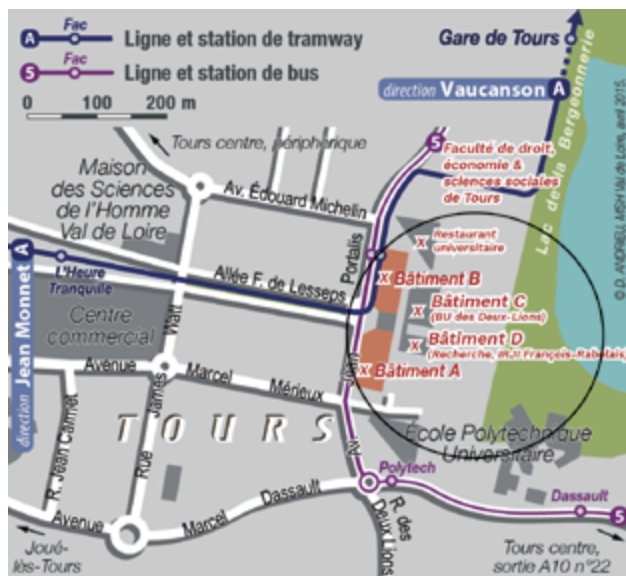 Fac
A
Ligne et station de tramway
Fac
5
Ligne et station de bus
0 100 200 m
Gare de Tours
direction Vaucanson A
Lac de la Bergeonnerie
© D. ANDRELI, MSH Val de Loire, avril 2015.
Tours centre, périphérique
5
Faculté de droit,
économie &
sciences sociales
de Tours
Maison
des Sciences
de l'Homme
Val de Loire
Av. Édouard Michelin
Portalis
X Restaurant
universitaire
A
L'Heure
Tranquille
Allée F. de Lesseps
X Bâtiment B
X Bâtiment C
(BU des Deux-Lions)
X Bâtiment D
(Recherche, IRJI François-Rabelais)
direction Jean Monnet
Centre
commercial
Watt
Jean
X Bâtiment A
Avenue Marcel Mérieux
R. Jean Carmet
James
Rue
TOURS
Av.
École Polytechnique
Universitaire
Polytech
Dassault
5
Avenue Marcel Dassault
R. des
Deux Lions
Joué-
lès-Tours
Tours centre,
sortie A10 n°22